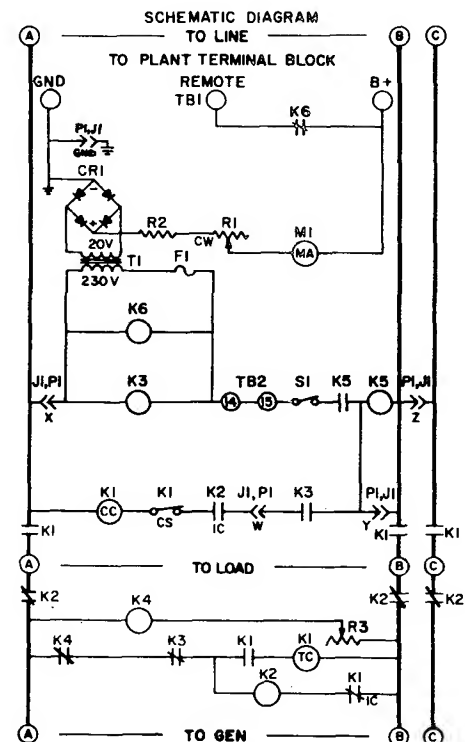 SCHEMATIC DIAGRAM
A TO LINE B C
TO PLANT TERMINAL BLOCK
GND REMOTE B+
TB1
K6
P1,J1
GND
CR1
- +
R2 R1
CW
M1
MA
20V
T1 F1
230V
K6
J1,P1 K3 TB2 S1 K5 K5 P1,J1
14 15
X Z
K1 K1 K2 J1,P1 K3 P1,J1
CC
CS 1C W Y
K1 K1 K1
A TO LOAD B C
K2 K2 K2
K4
R3
K4 K3 K1 K1
TC
K2 K1
1C
A TO GEN B C